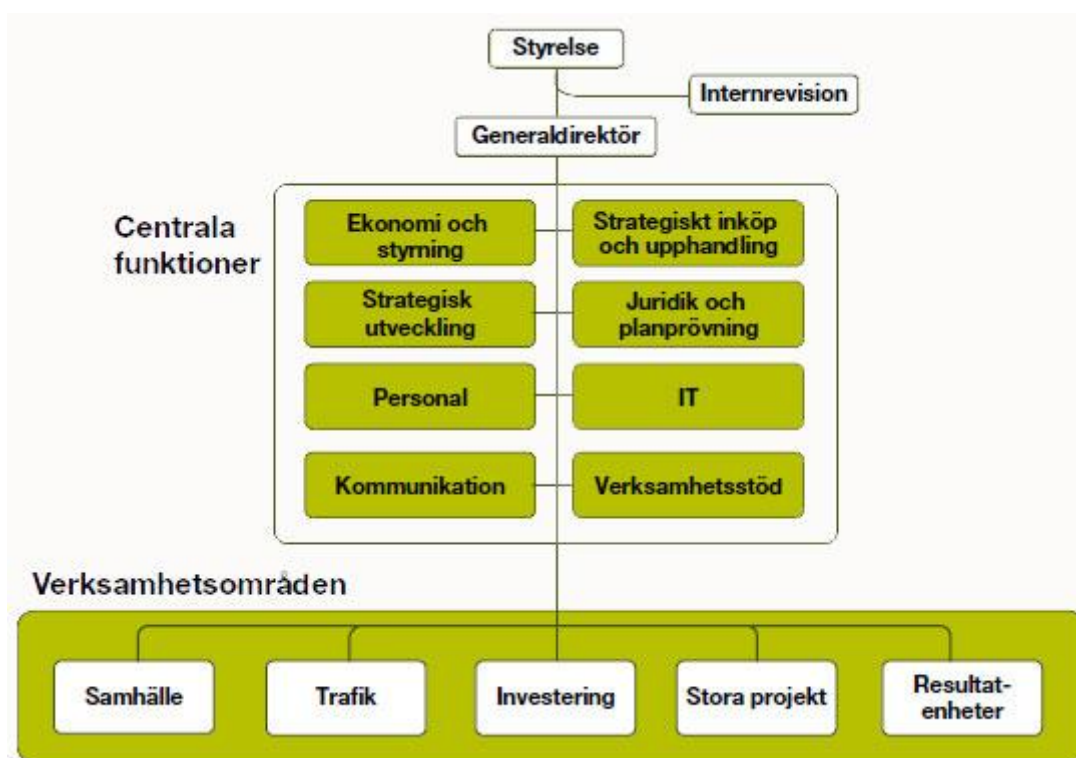 Styrelse
Internrevision
Generaldirektör
Centrala
funktioner
Ekonomi och
styrning
Strategiskt inköp
och upphandling
Strategisk
utveckling
Juridik och
planprövning
Personal
IT
Kommunikation
Verksamhetsstöd
Verksamhetsområden
Samhälle
Trafik
Investering
Stora projekt
Resultat-
enheter